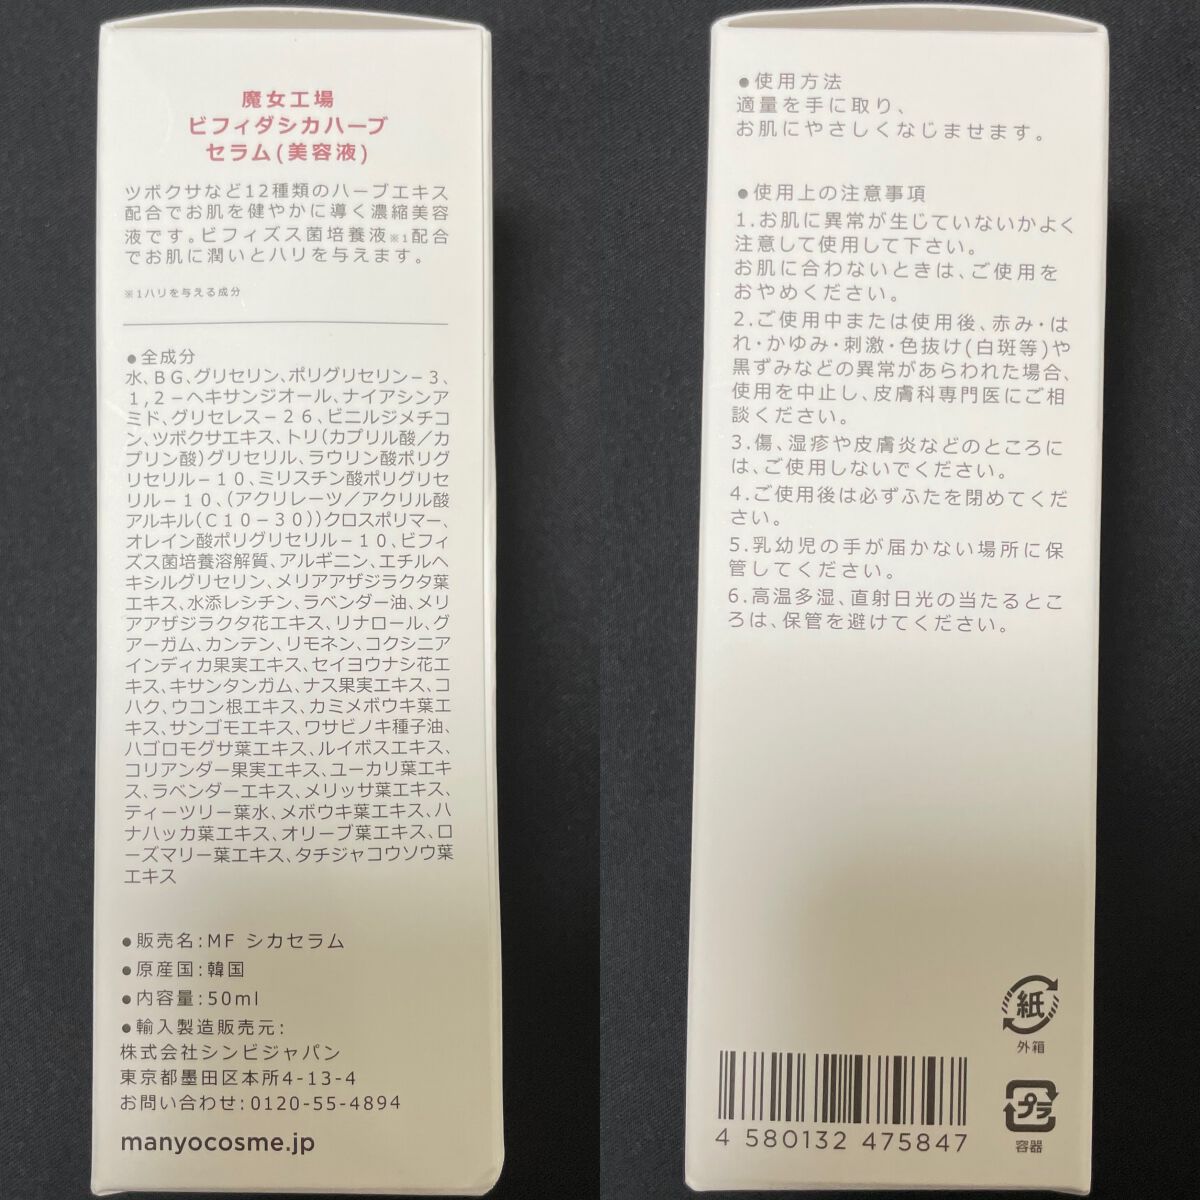 魔女工場
ビフィダシカハーブ
セラム(美容液)
ツボクサなど12種類のハーブエキス
配合でお肌を健やかに導く濃縮美容
液です。ビフィズス菌培養液※1配合
でお肌に潤いとハリを与えます。
※1ハリを与える成分
●全成分
水、BG、グリセリン、ポリグリセリン-3、
1,2-ヘキサンジオール、ナイアシンア
ミド、グリセレス-26、ビニルジメチコ
ン、ツボクサエキス、トリ(カプリル酸/カ
プリン酸)グリセリル、ラウリン酸ポリグ
リセリル-10、ミリスチン酸ポリグリセ
リル-10、(アクリレーツ/アクリル酸
アルキル(C10-30))クロスポリマー、
オレイン酸ポリグリセリル-10、ビフィ
ズス菌培養溶解質、アルギニン、エチルヘ
キシルグリセリン、メリアアザジラクタ葉
エキス、水添レシチン、ラベンダー油、メリ
アアザジラクタ花エキス、リナロール、グ
アーガム、カンテン、リモネン、コクシニア
インディカ果実エキス、セイヨウナシ花エ
キス、キサンタンガム、ナス果実エキス、コ
ハク、ウコン根エキス、カミメボウキ葉エ
キス、サンゴモエキス、ワサビノキ種子油、
ハゴロモグサ葉エキス、ルイボスエキス、
コリアンダー果実エキス、ユーカリ葉エキ
ス、ラベンダーエキス、メリッサ葉エキス、
ティーツリー葉水、メボウキ葉エキス、ハ
ナハッカ葉エキス、オリーブ葉エキス、ロ
ーズマリー葉エキス、タチジャコウソウ葉
エキス
●販売名:MF シカセラム
●原産国:韓国
●内容量:50ml
●輸入製造販売元:
株式会社シンビジャパン
東京都墨田区本所4-13-4
お問い合わせ:0120-55-4894
manyocosme.jp
●使用方法
適量を手に取り、
お肌にやさしくなじませます。
●使用上の注意事項
1.お肌に異常が生じていないかよく
注意して使用して下さい。
お肌に合わないときは、ご使用を
おやめください。
2.ご使用中または使用後、赤み・は
れ・かゆみ・刺激・色抜け(白斑等)や
黒ずみなどの異常があらわれた場合、
使用を中止し、皮膚科専門医にご相
談ください。
3.傷、湿疹や皮膚炎などのところに
は、ご使用しないでください。
4.ご使用後は必ずふたを閉めてくだ
さい。
5.乳幼児の手が届かない場所に保
管してください。
6.高温多湿、直射日光の当たるとこ
ろは、保管を避けてください。
紙
外箱
プラ
容器
4 580132 475847